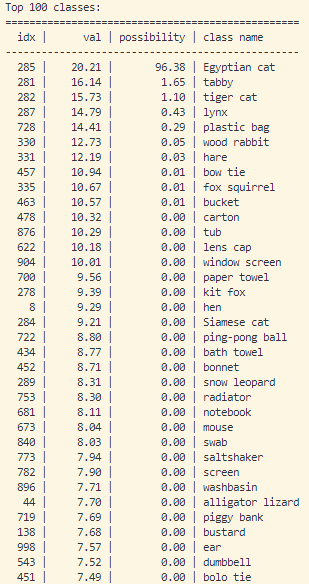 Top 100 classes:
==========================================
idx | val | possibility | class name
------------------------------------------
285 | 20.21 | 96.38 | Egyptian cat
281 | 16.14 | 1.65 | tabby
282 | 15.73 | 1.10 | tiger cat
287 | 14.79 | 0.43 | lynx
728 | 14.41 | 0.29 | plastic bag
330 | 12.73 | 0.05 | wood rabbit
331 | 12.19 | 0.03 | hare
457 | 10.94 | 0.01 | bow tie
335 | 10.67 | 0.01 | fox squirrel
463 | 10.57 | 0.01 | bucket
478 | 10.32 | 0.00 | carton
876 | 10.29 | 0.00 | tub
622 | 10.18 | 0.00 | lens cap
904 | 10.01 | 0.00 | window screen
700 | 9.56 | 0.00 | paper towel
278 | 9.39 | 0.00 | kit fox
8 | 9.29 | 0.00 | hen
284 | 9.21 | 0.00 | Siamese cat
722 | 8.80 | 0.00 | ping-pong ball
434 | 8.77 | 0.00 | bath towel
452 | 8.71 | 0.00 | bonnet
289 | 8.31 | 0.00 | snow leopard
753 | 8.30 | 0.00 | radiator
681 | 8.11 | 0.00 | notebook
673 | 8.04 | 0.00 | mouse
840 | 8.03 | 0.00 | swab
773 | 7.94 | 0.00 | saltshaker
782 | 7.90 | 0.00 | screen
896 | 7.71 | 0.00 | washbasin
44 | 7.70 | 0.00 | alligator lizard
719 | 7.69 | 0.00 | piggy bank
138 | 7.68 | 0.00 | bustard
998 | 7.57 | 0.00 | ear
543 | 7.52 | 0.00 | dumbbell
451 | 7.49 | 0.00 | bolo tie